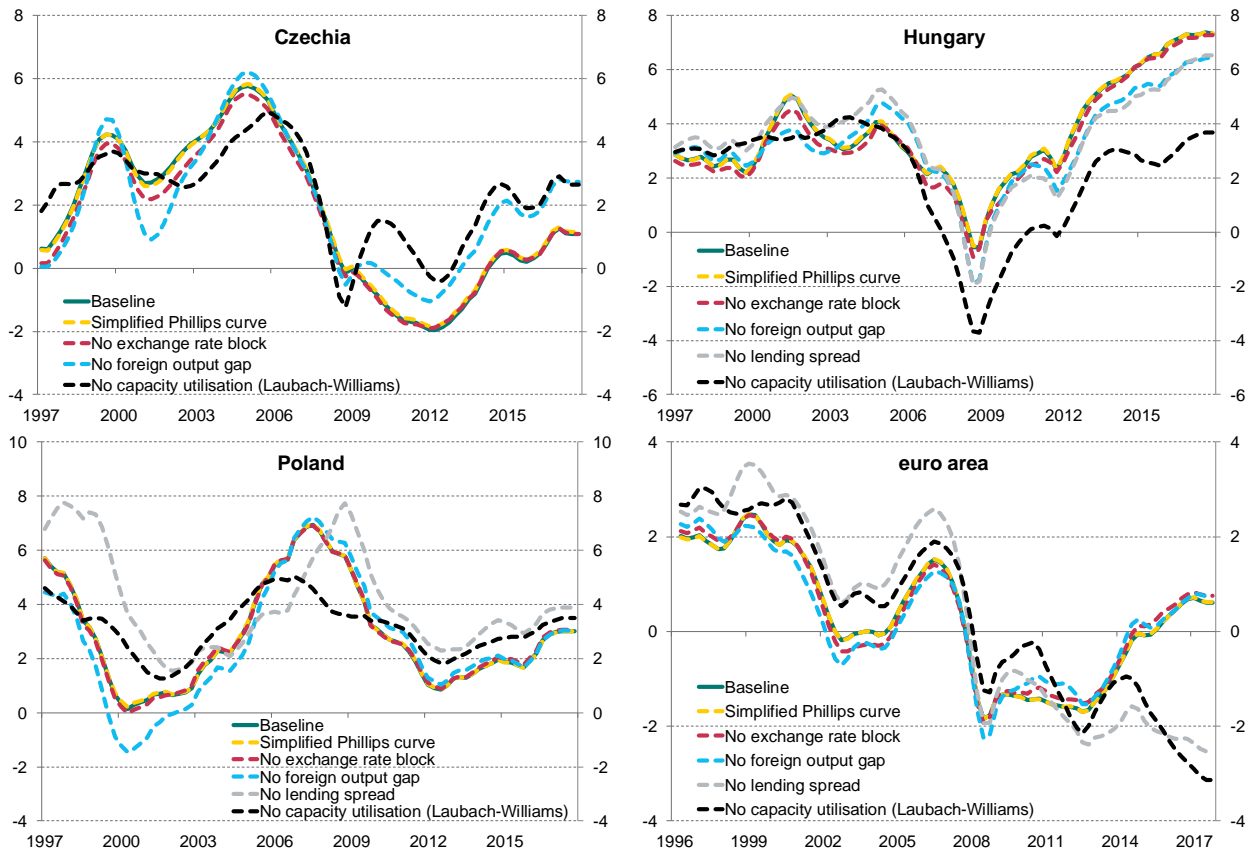 Czechia
8
6
4
2
0
-2
-4
8
6
4
2
0
-2
-4
Baseline
Simplified Phillips curve
No exchange rate block
No foreign output gap
No capacity utilisation (Laubach-Williams)
1997 2000 2003 2006 2009 2012 2015
Hungary
8
6
4
2
0
-2
-4
-6
8
6
4
2
0
-2
-4
-6
Baseline
Simplified Phillips curve
No exchange rate block
No foreign output gap
No lending spread
No capacity utilisation (Laubach-Williams)
1997 2000 2003 2006 2009 2012 2015
Poland
10
8
6
4
2
0
-2
-4
10
8
6
4
2
0
-2
-4
Baseline
Simplified Phillips curve
No exchange rate block
No foreign output gap
No lending spread
No capacity utilisation (Laubach-Williams)
1997 2000 2003 2006 2009 2012 2015
euro area
4
2
0
-2
-4
4
2
0
-2
-4
Baseline
Simplified Phillips curve
No exchange rate block
No foreign output gap
No lending spread
No capacity utilisation (Laubach-Williams)
1996 1999 2002 2005 2008 2011 2014 2017